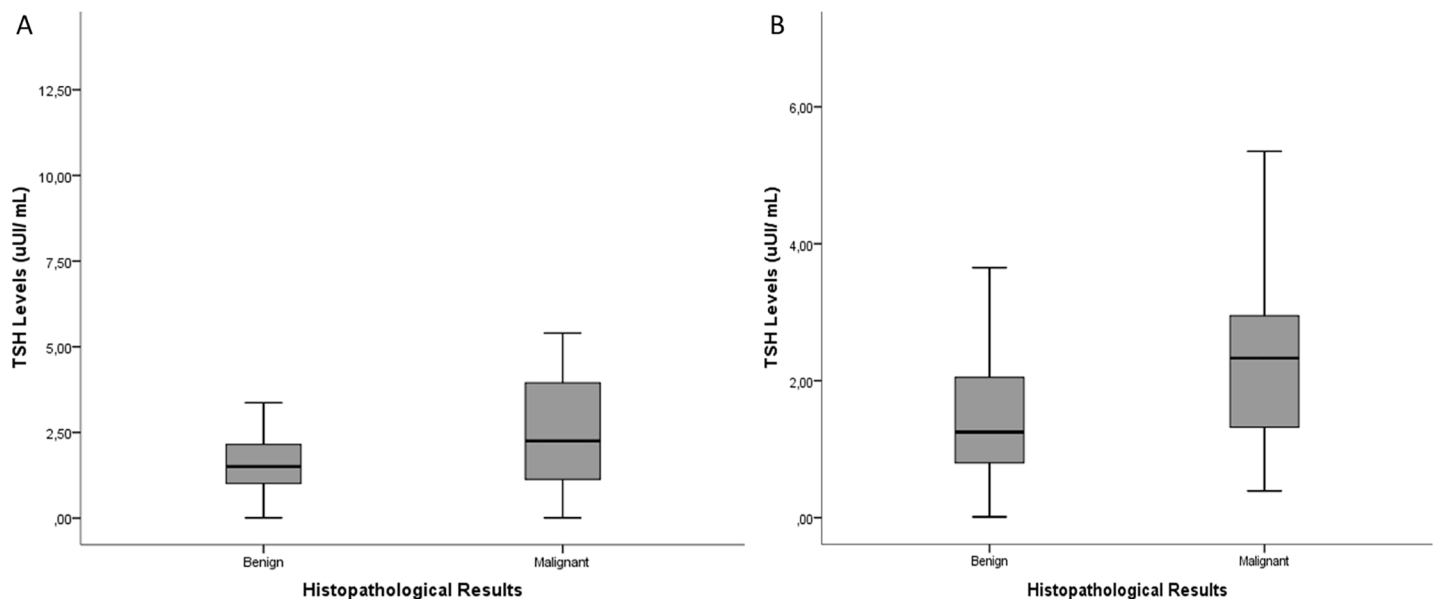 A
TSH Levels (uUI/ mL)
12,50
10,00
7,50
5,00
2,50
,00
Benign
Malignant
Histopathological Results
B
TSH Levels (uUI/ mL)
6,00
4,00
2,00
,00
Benign
Malignant
Histopathological Results